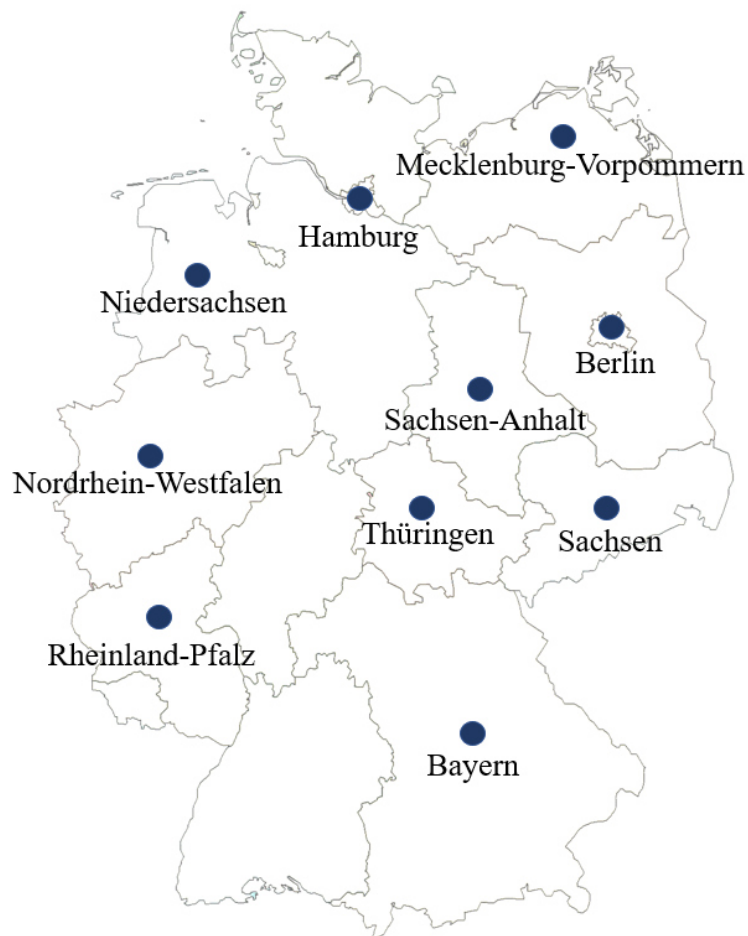 Mecklenburg-Vorpommern
Hamburg
Niedersachsen
Berlin
Sachsen-Anhalt
Nordrhein-Westfalen
Thüringen
Sachsen
Rheinland-Pfalz
Bayern